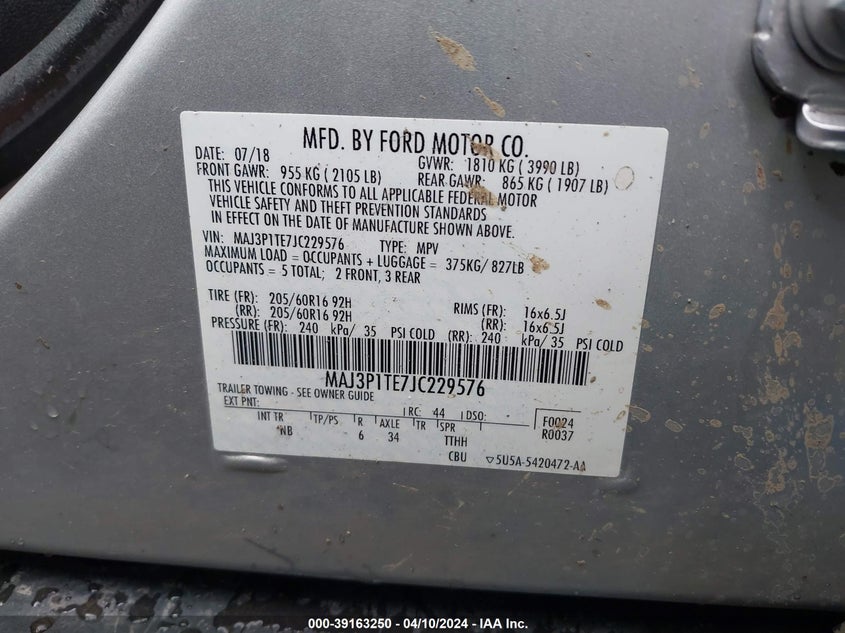 MFD. BY FORD MOTOR CO.
DATE: 07/18 GVWR: 1810 KG ( 3990 LB)
FRONT GAWR: 955 KG ( 2105 LB) REAR GAWR: 865 KG ( 1907 LB)
THIS VEHICLE CONFORMS TO ALL APPLICABLE FEDERAL MOTOR
VEHICLE SAFETY AND THEFT PREVENTION STANDARDS
IN EFFECT ON THE DATE OF MANUFACTURE SHOWN ABOVE.
VIN: MAJ3P1TE7JC229576 TYPE: MPV
MAXIMUM LOAD = OCCUPANTS + LUGGAGE = 375KG/ 827LB
OCCUPANTS = 5 TOTAL; 2 FRONT, 3 REAR
TIRE (FR): 205/60R16 92H RIMS (FR): 16x6.5J
(RR): 205/60R16 92H (RR): 16x6.5J
PRESSURE (FR): 240 kPa/ 35 PSI COLD (RR): 240 kPa/ 35 PSI COLD
MAJ3P1TE7JC229576
TRAILER TOWING - SEE OWNER GUIDE
EXT PNT: RC: 44 DSO: F0024
INT TR TP/PS R AXLE TR SPR R0037
WB 6 34 TTHH
CBU 5U5A-5420472-AA
000-39163250 - 04/10/2024 - IAA Inc.